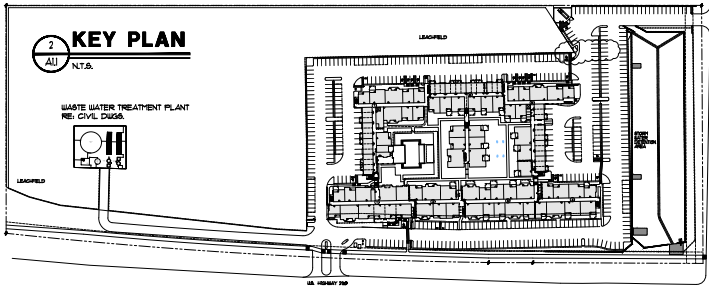 2
A1.1
KEY PLAN
N.T.S.
LEACHFIELD
WASTE WATER TREATMENT PLANT
RE: CIVIL DWGS.
STORM
WATER
DETENTION
AREA
LEACHFIELD
U.S. HIGHWAY 290